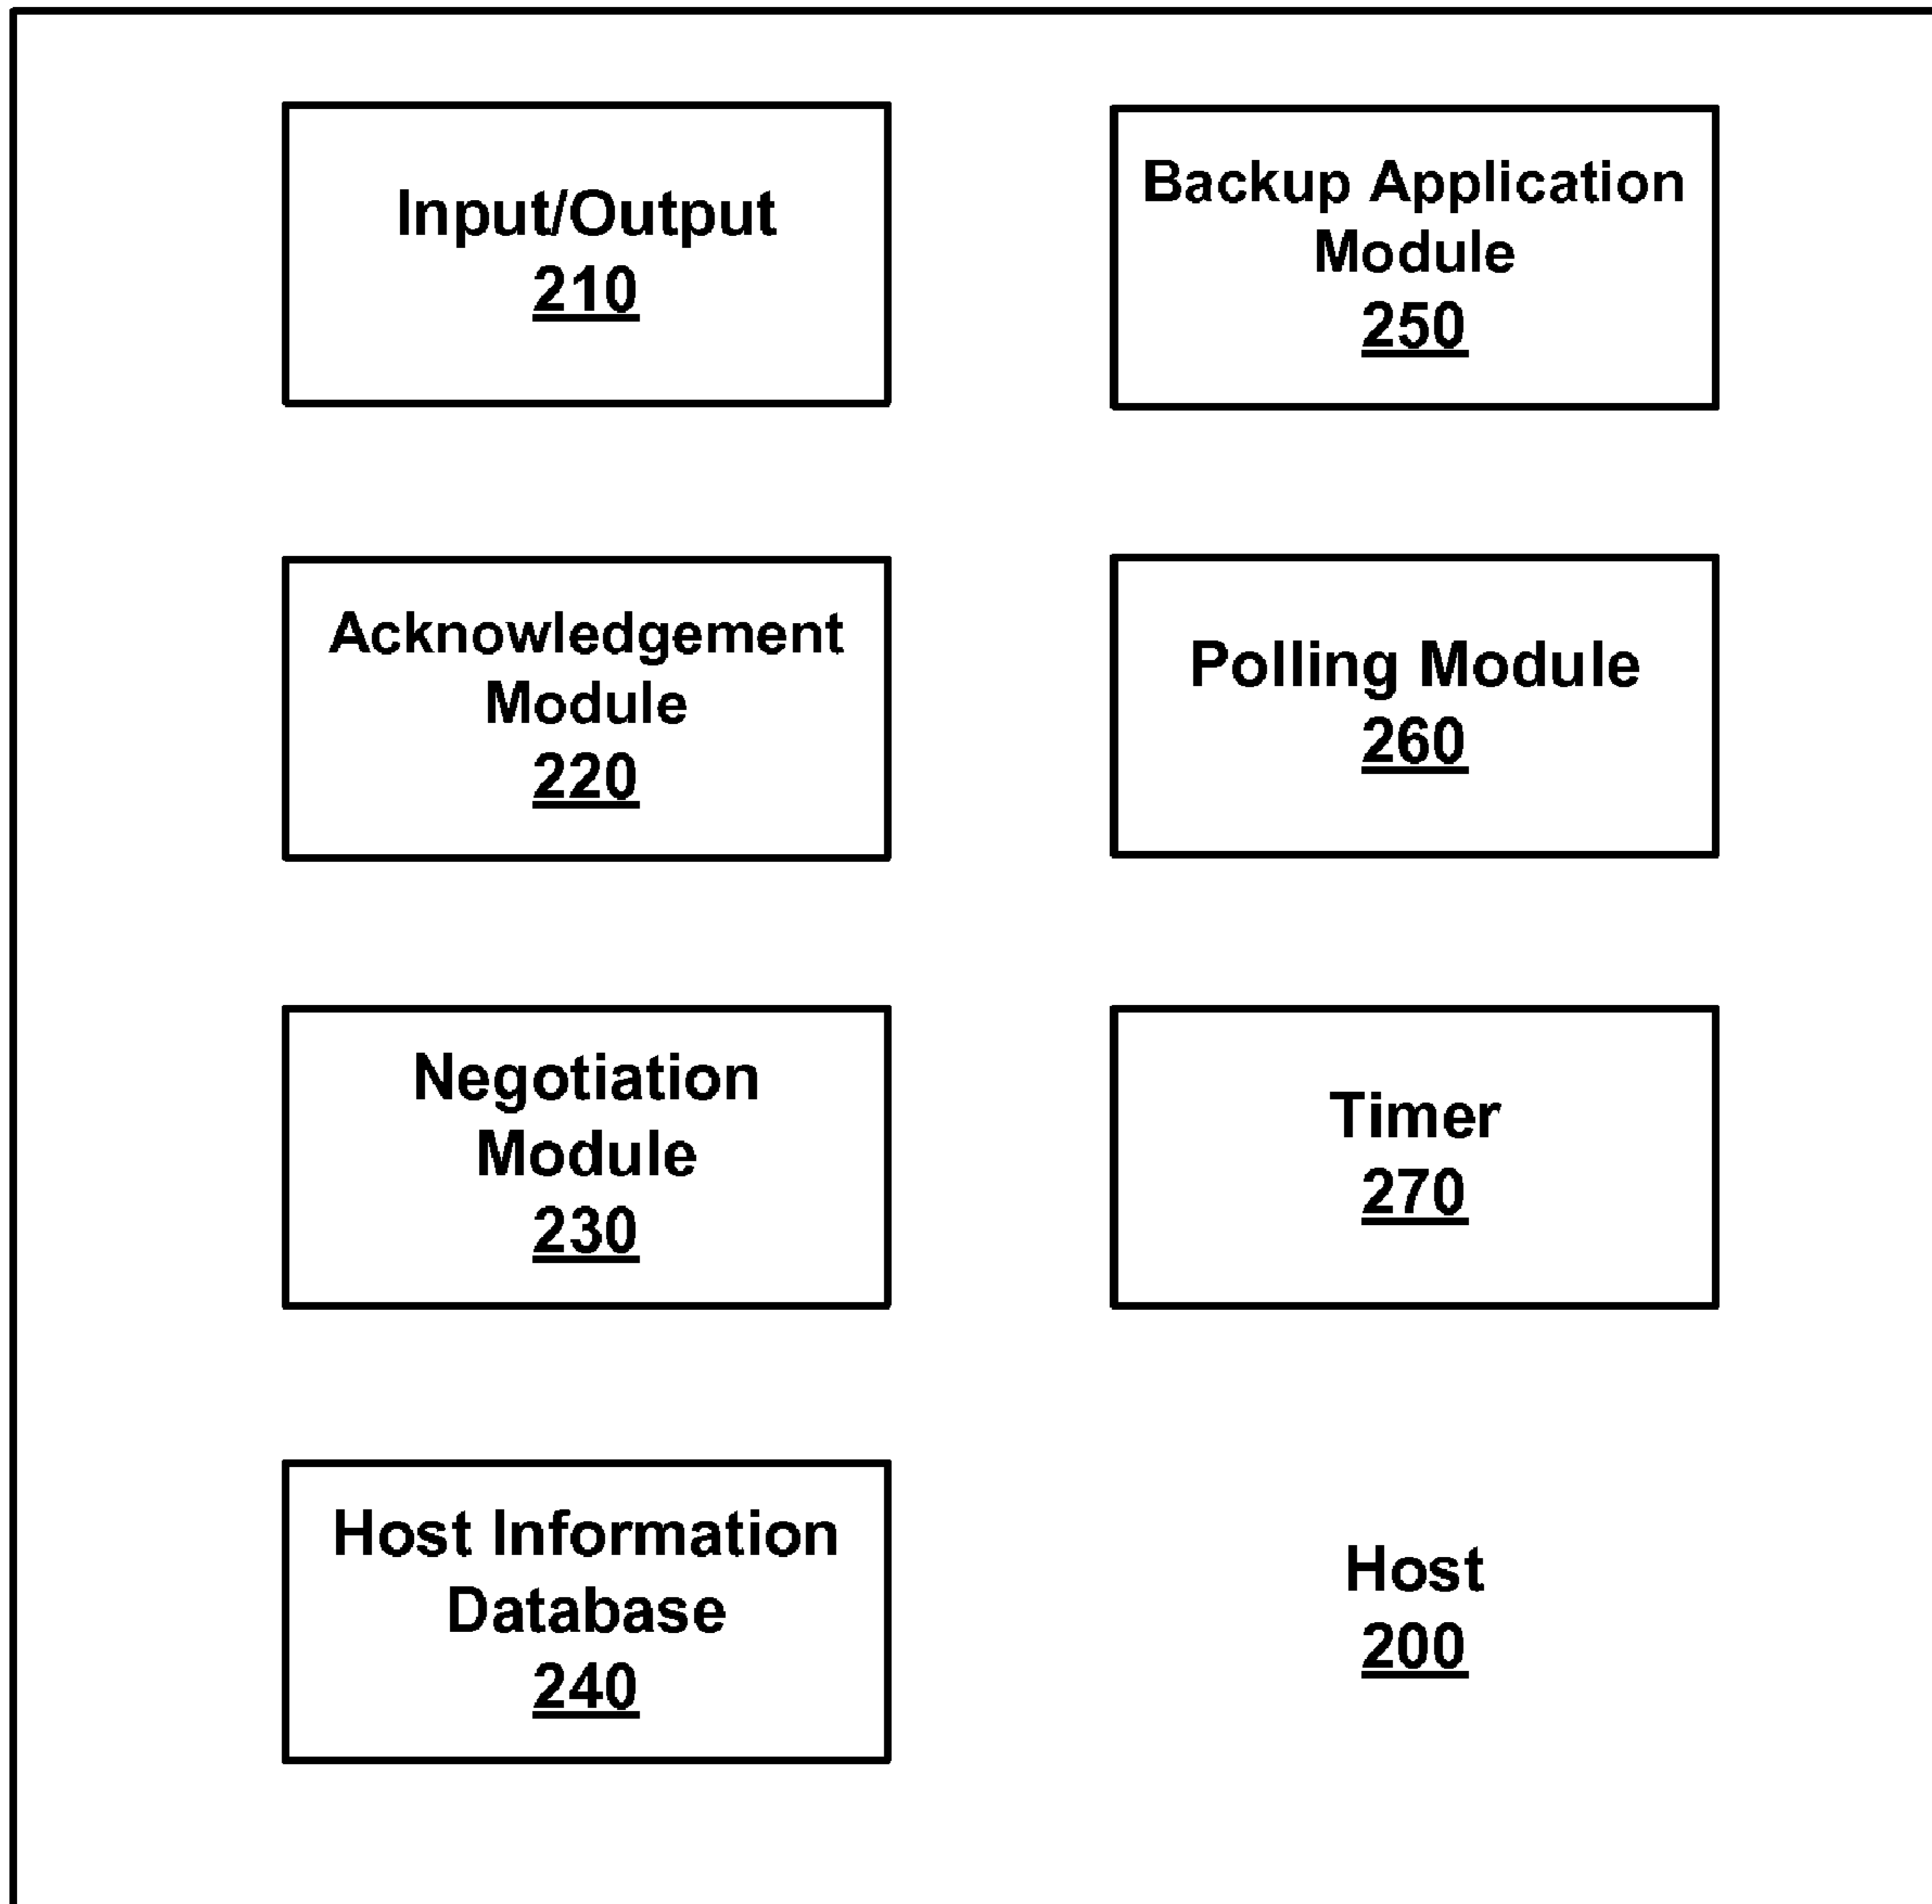 Input/Output
210
Backup Application
Module
250
Acknowledgement
Module
220
Polling Module
260
Negotiation
Module
230
Timer
270
Host Information
Database
240
Host
200